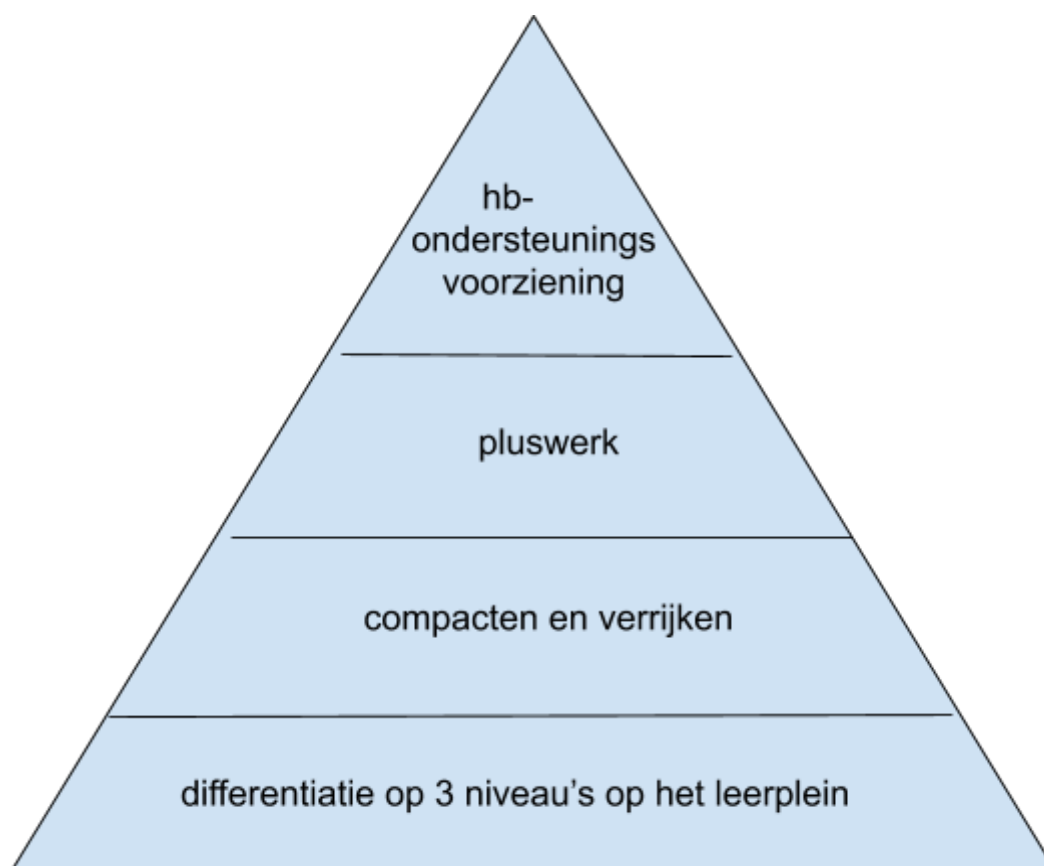 hb-
ondersteunings
voorziening
pluswerk
compacten en verrijken
differentiatie op 3 niveau's op het leerplein